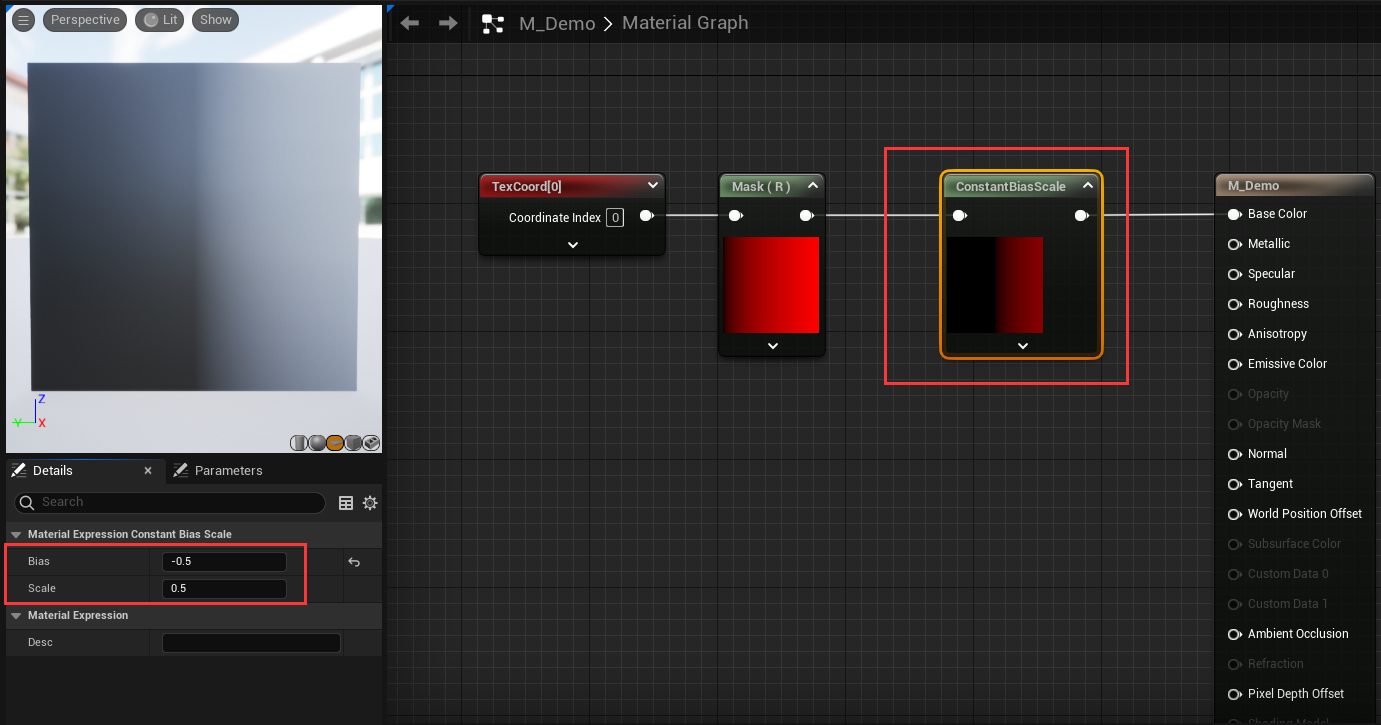 Perspective
Lit
Show
M_Demo
Material Graph
TexCoord[0]
Coordinate Index 0
Mask ( R )
ConstantBiasScale
M_Demo
Base Color
Metallic
Specular
Roughness
Anisotropy
Emissive Color
Opacity
Opacity Mask
Normal
Tangent
World Position Offset
Subsurface Color
Custom Data 0
Custom Data 1
Ambient Occlusion
Refraction
Pixel Depth Offset
Shading Model
Z
Y
X
Details
Parameters
Search
Material Expression Constant Bias Scale
Bias -0.5
Scale 0.5
Material Expression
Desc